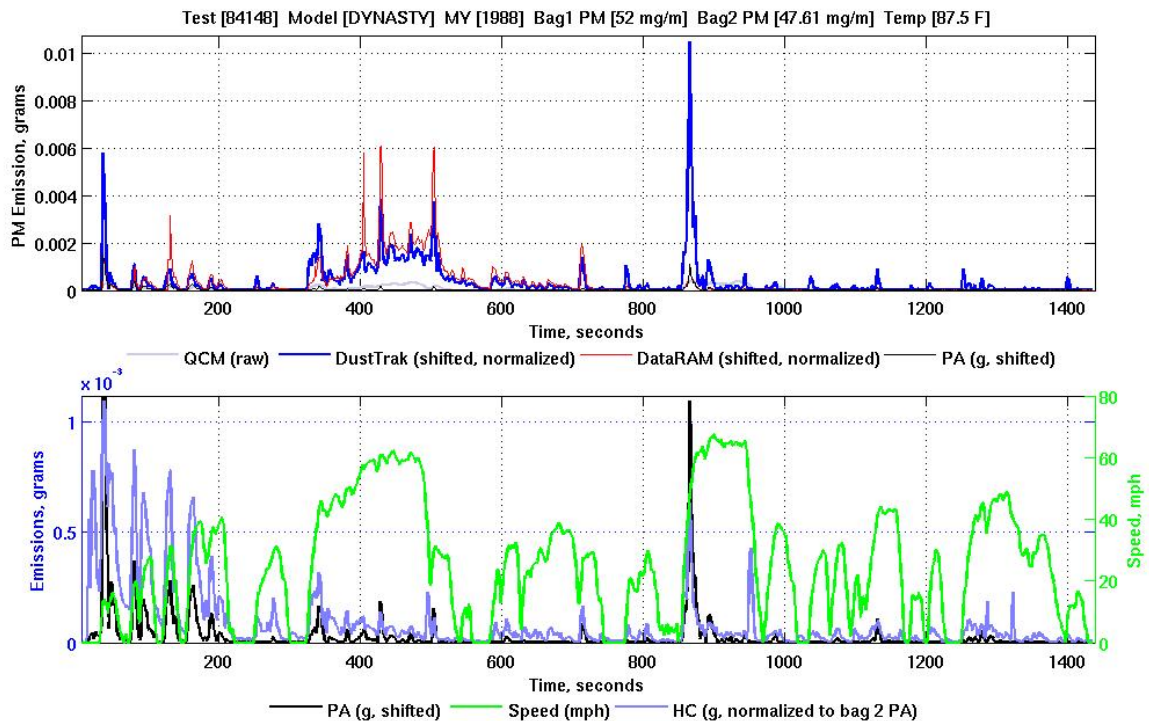 Test [84148] Model [DYNASTY] MY [1988] Bag1 PM [52 mg/m] Bag2 PM [47.61 mg/m] Temp [87.5 F]
0.01
0.008
0.006
0.004
0.002
0
PM Emission, grams
200 400 600 800 1000 1200 1400
Time, seconds
QCM (raw) DustTrak (shifted, normalized) DataRAM (shifted, normalized) PA (g, shifted)
x 10⁻³
1
0.5
0
Emissions, grams
80
60
40
20
0
Speed, mph
200 400 600 800 1000 1200 1400
Time, seconds
PA (g, shifted) Speed (mph) HC (g, normalized to bag 2 PA)